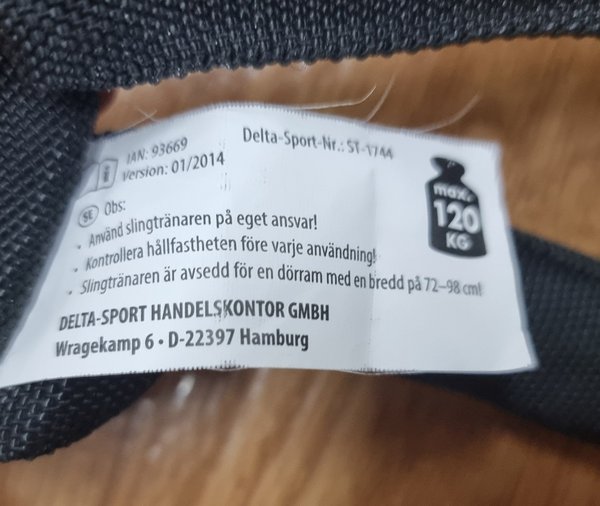 IAN: 93669
Version: 01/2014
Delta-Sport-Nr.: ST-1744
max.
120
KG
SE Obs:
• Använd slingtränaren på eget ansvar!
• Kontrollera hållfastheten före varje användning!
• Slingtränaren är avsedd för en dörram med en bredd på 72–98 cm!
DELTA-SPORT HANDELSKONTOR GMBH
Wragekamp 6 • D-22397 Hamburg